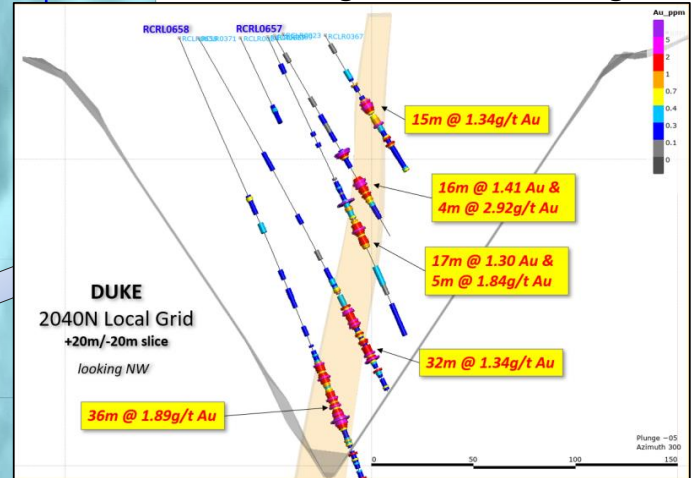 Au_ppm
RCRL0658
RCRL0657
5
2
1
0.7
0.4
0.3
0.1
0
15m @ 1.34g/t Au
16m @ 1.41 Au &
4m @ 2.92g/t Au
17m @ 1.30 Au &
5m @ 1.84g/t Au
DUKE
2040N Local Grid
+20m/-20m slice
looking NW
32m @ 1.34g/t Au
36m @ 1.89g/t Au
Plunge −05
Azimuth 300
0
50
100
150